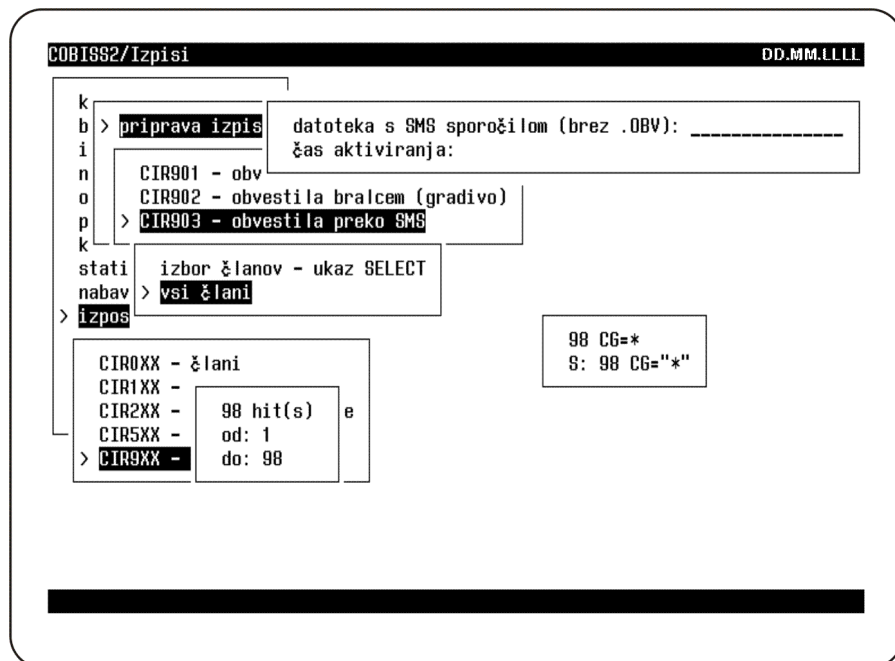 COBISS2/Izpisi DD.MM.LLLL
k
b > priprava izpis
datoteka s SMS sporočilom (brez .OBV): _______________
čas aktiviranja:
i
n CIR901 - obv
o CIR902 - obvestila bralcem (gradivo)
p > CIR903 - obvestila preko SMS
k
stati izbor članov - ukaz SELECT
nabav > vsi člani
> izpos
98 CG=*
S: 98 CG="*"
CIR0XX - člani
CIR1XX -
CIR2XX - 98 hit(s) e
CIR5XX - od: 1
> CIR9XX - do: 98